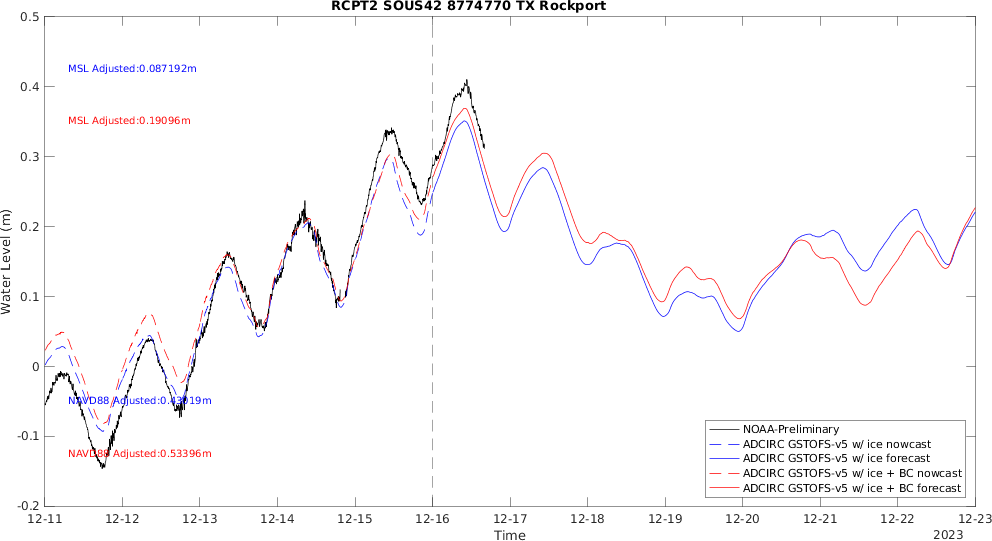 RCPT2 SOUS42 8774770 TX Rockport
0.5
MSL Adjusted:0.087192m
0.4
MSL Adjusted:0.19096m
0.3
0.2
Water Level (m)
0.1
0
NAVD88 Adjusted:0.43019m
-0.1
NAVD88 Adjusted:0.53396m
-0.2
NOAA-Preliminary
ADCIRC GSTOFS-v5 w/ ice nowcast
ADCIRC GSTOFS-v5 w/ ice forecast
ADCIRC GSTOFS-v5 w/ ice + BC nowcast
ADCIRC GSTOFS-v5 w/ ice + BC forecast
12-11 12-12 12-13 12-14 12-15 12-16 12-17 12-18 12-19 12-20 12-21 12-22 12-23
Time
2023